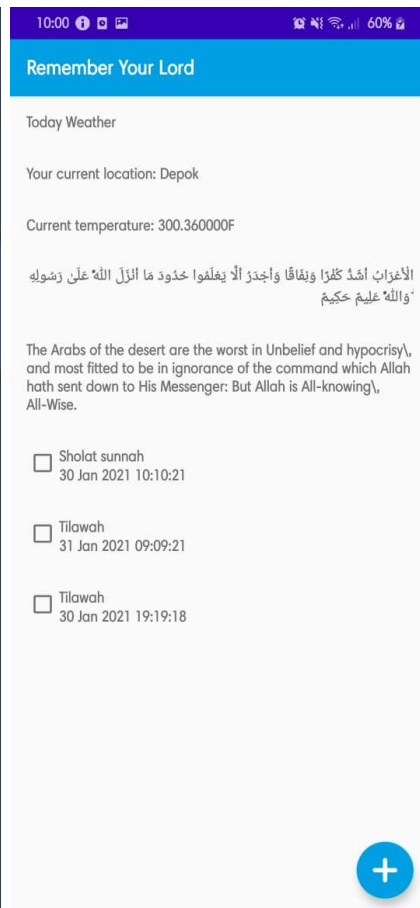 10:00
60%
Remember Your Lord
Today Weather
Your current location: Depok
Current temperature: 300.360000F
الْأَعْرَابُ أَشَدُّ كُفْرًا وَنِفَاقًا وَأَجْدَرُ أَلَّا يَعْلَمُوا حُدُودَ مَا أَنْزَلَ اللَّهُ عَلَىٰ رَسُولِهِ
ۗ وَاللَّهُ عَلِيمٌ حَكِيمٌ
The Arabs of the desert are the worst in Unbelief and hypocrisy\,
and most fitted to be in ignorance of the command which Allah
hath sent down to His Messenger: But Allah is All-knowing\,
All-Wise.
Sholat sunnah
30 Jan 2021 10:10:21
Tilawah
31 Jan 2021 09:09:21
Tilawah
30 Jan 2021 19:19:18